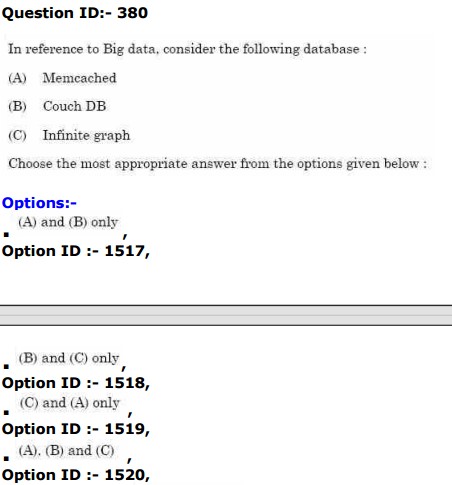 Question ID:- 380
In reference to Big data, consider the following database :
(A) Memcached
(B) Couch DB
(C) Infinite graph
Choose the most appropriate answer from the options given below :
Options:-
(A) and (B) only ,
Option ID :- 1517,
(B) and (C) only ,
Option ID :- 1518,
(C) and (A) only ,
Option ID :- 1519,
(A). (B) and (C) ,
Option ID :- 1520,